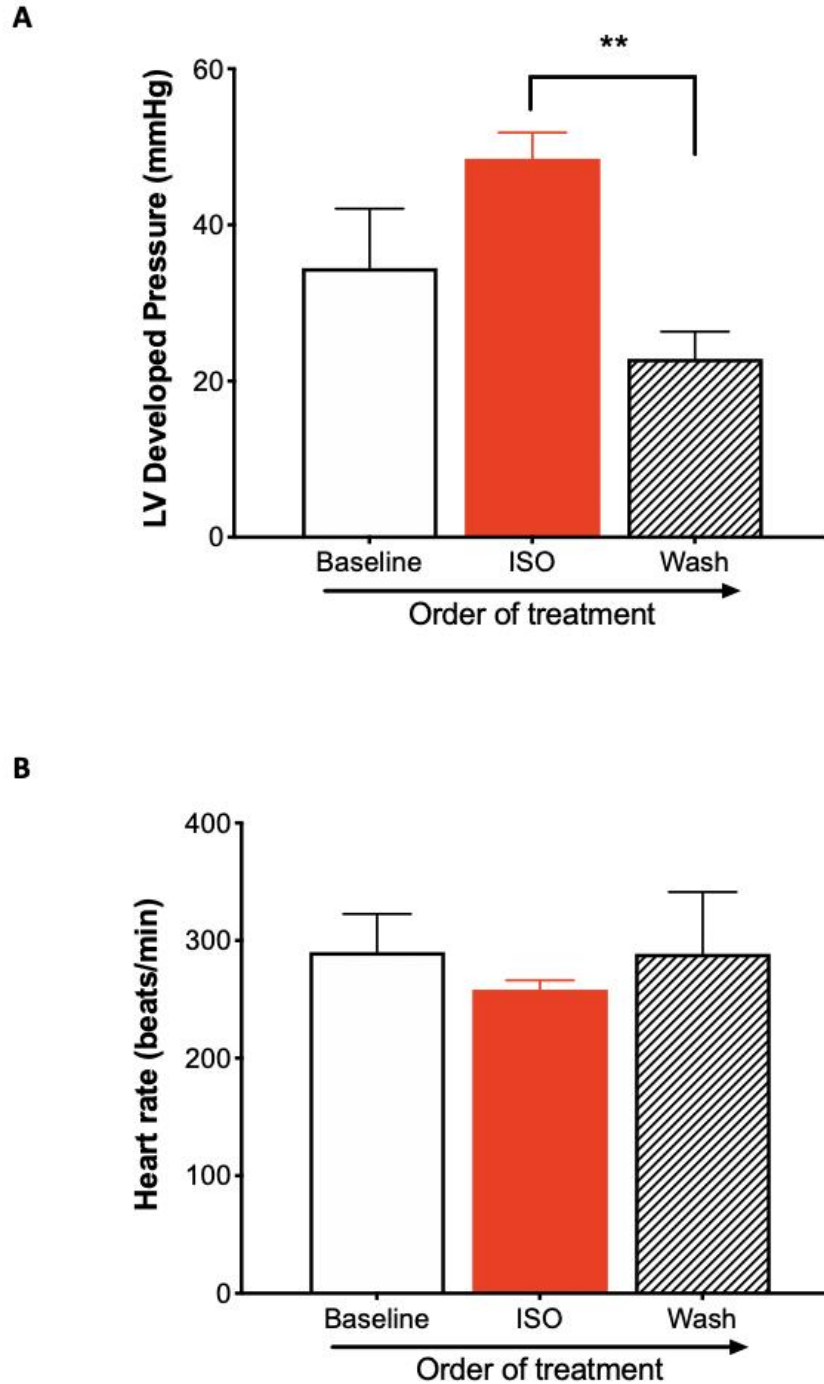 A
**
LV Developed Pressure (mmHg)
60
40
20
0
Baseline ISO Wash
Order of treatment
B
Heart rate (beats/min)
400
300
200
100
0
Baseline ISO Wash
Order of treatment